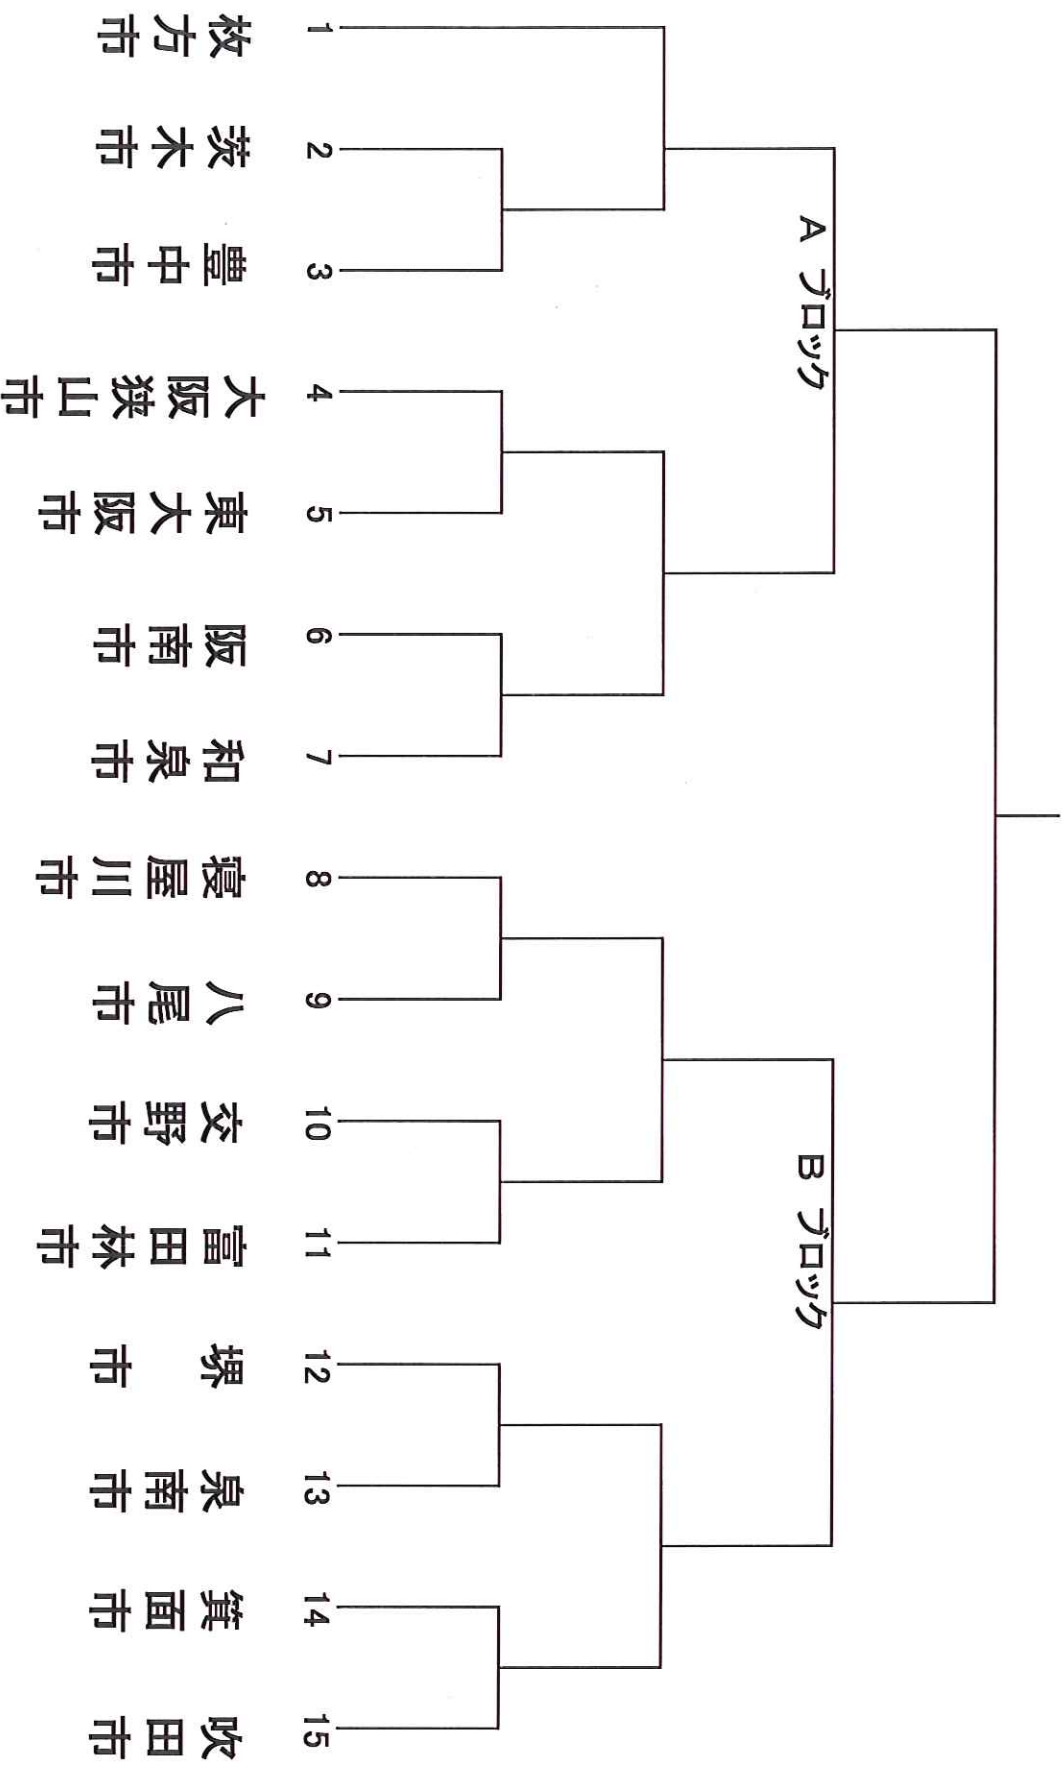 A ブロック
B ブロック
1
2
3
4
5
6
7
8
9
10
11
12
13
14
15
枚方市
茨木市
豊中市
大阪狭山市
東大阪市
阪南市
和泉市
寝屋川市
八尾市
交野市
富田林市
堺　市
泉南市
箕面市
吹田市